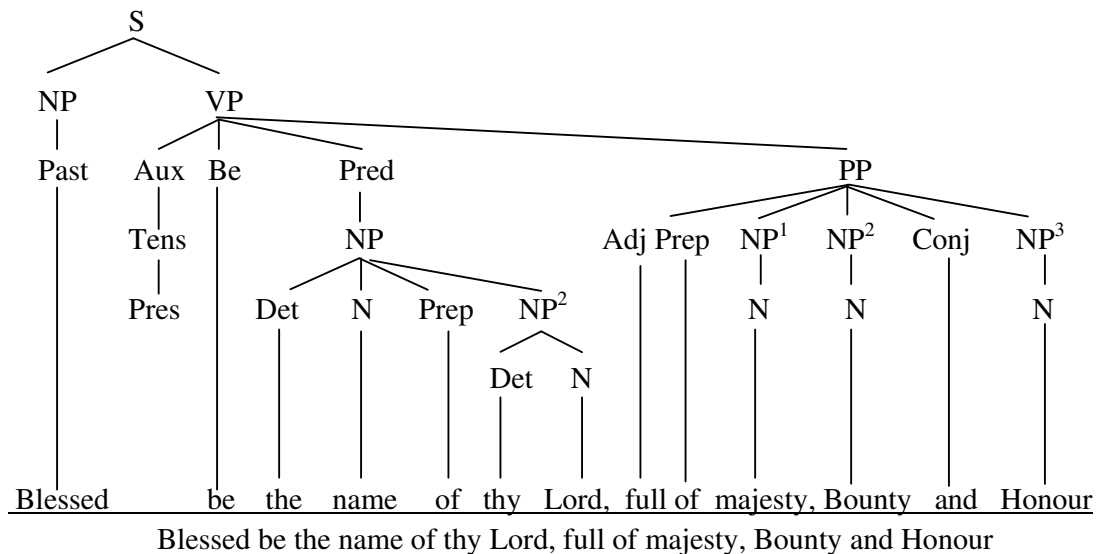 S
NP VP
Past Aux Be Pred PP
Tens NP Adj Prep NP¹ NP² Conj NP³
Pres Det N Prep NP² N N N
Det N
Blessed be the name of thy Lord, full of majesty, Bounty and Honour
Blessed be the name of thy Lord, full of majesty, Bounty and Honour